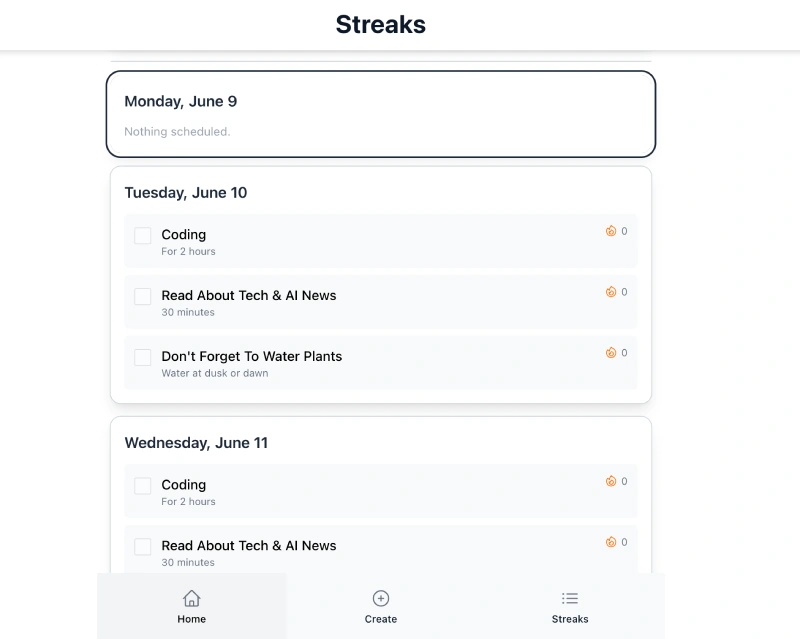 Streaks
Monday, June 9
Nothing scheduled.
Tuesday, June 10
Coding
0
For 2 hours
Read About Tech & AI News
0
30 minutes
Don't Forget To Water Plants
0
Water at dusk or dawn
Wednesday, June 11
Coding
0
For 2 hours
Read About Tech & AI News
0
30 minutes
Home
Create
Streaks